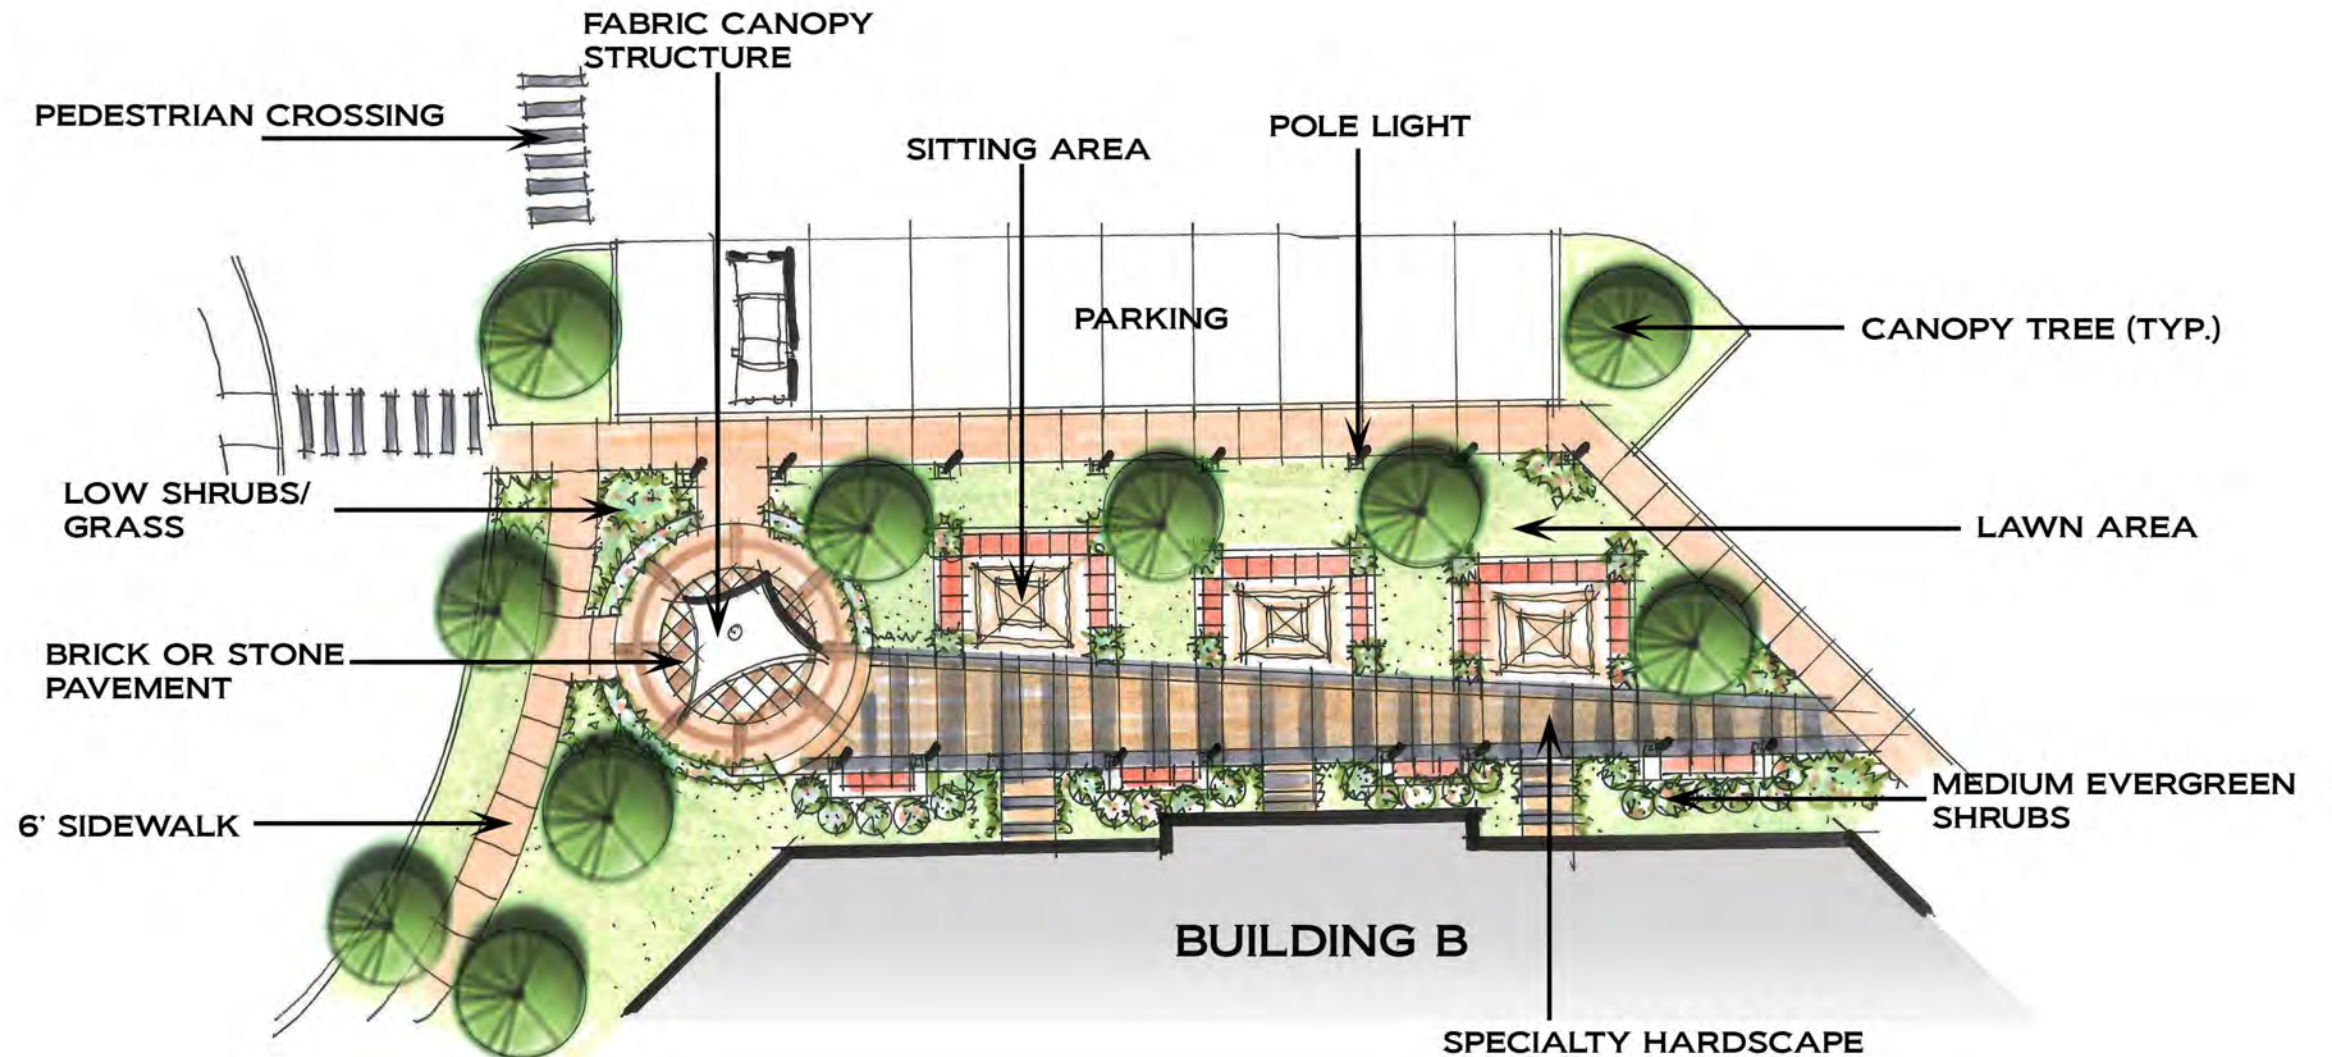 FABRIC CANOPY
STRUCTURE
PEDESTRIAN CROSSING
SITTING AREA
POLE LIGHT
PARKING
CANOPY TREE (TYP.)
LOW SHRUBS/
GRASS
LAWN AREA
BRICK OR STONE
PAVEMENT
6' SIDEWALK
MEDIUM EVERGREEN
SHRUBS
BUILDING B
SPECIALTY HARDSCAPE